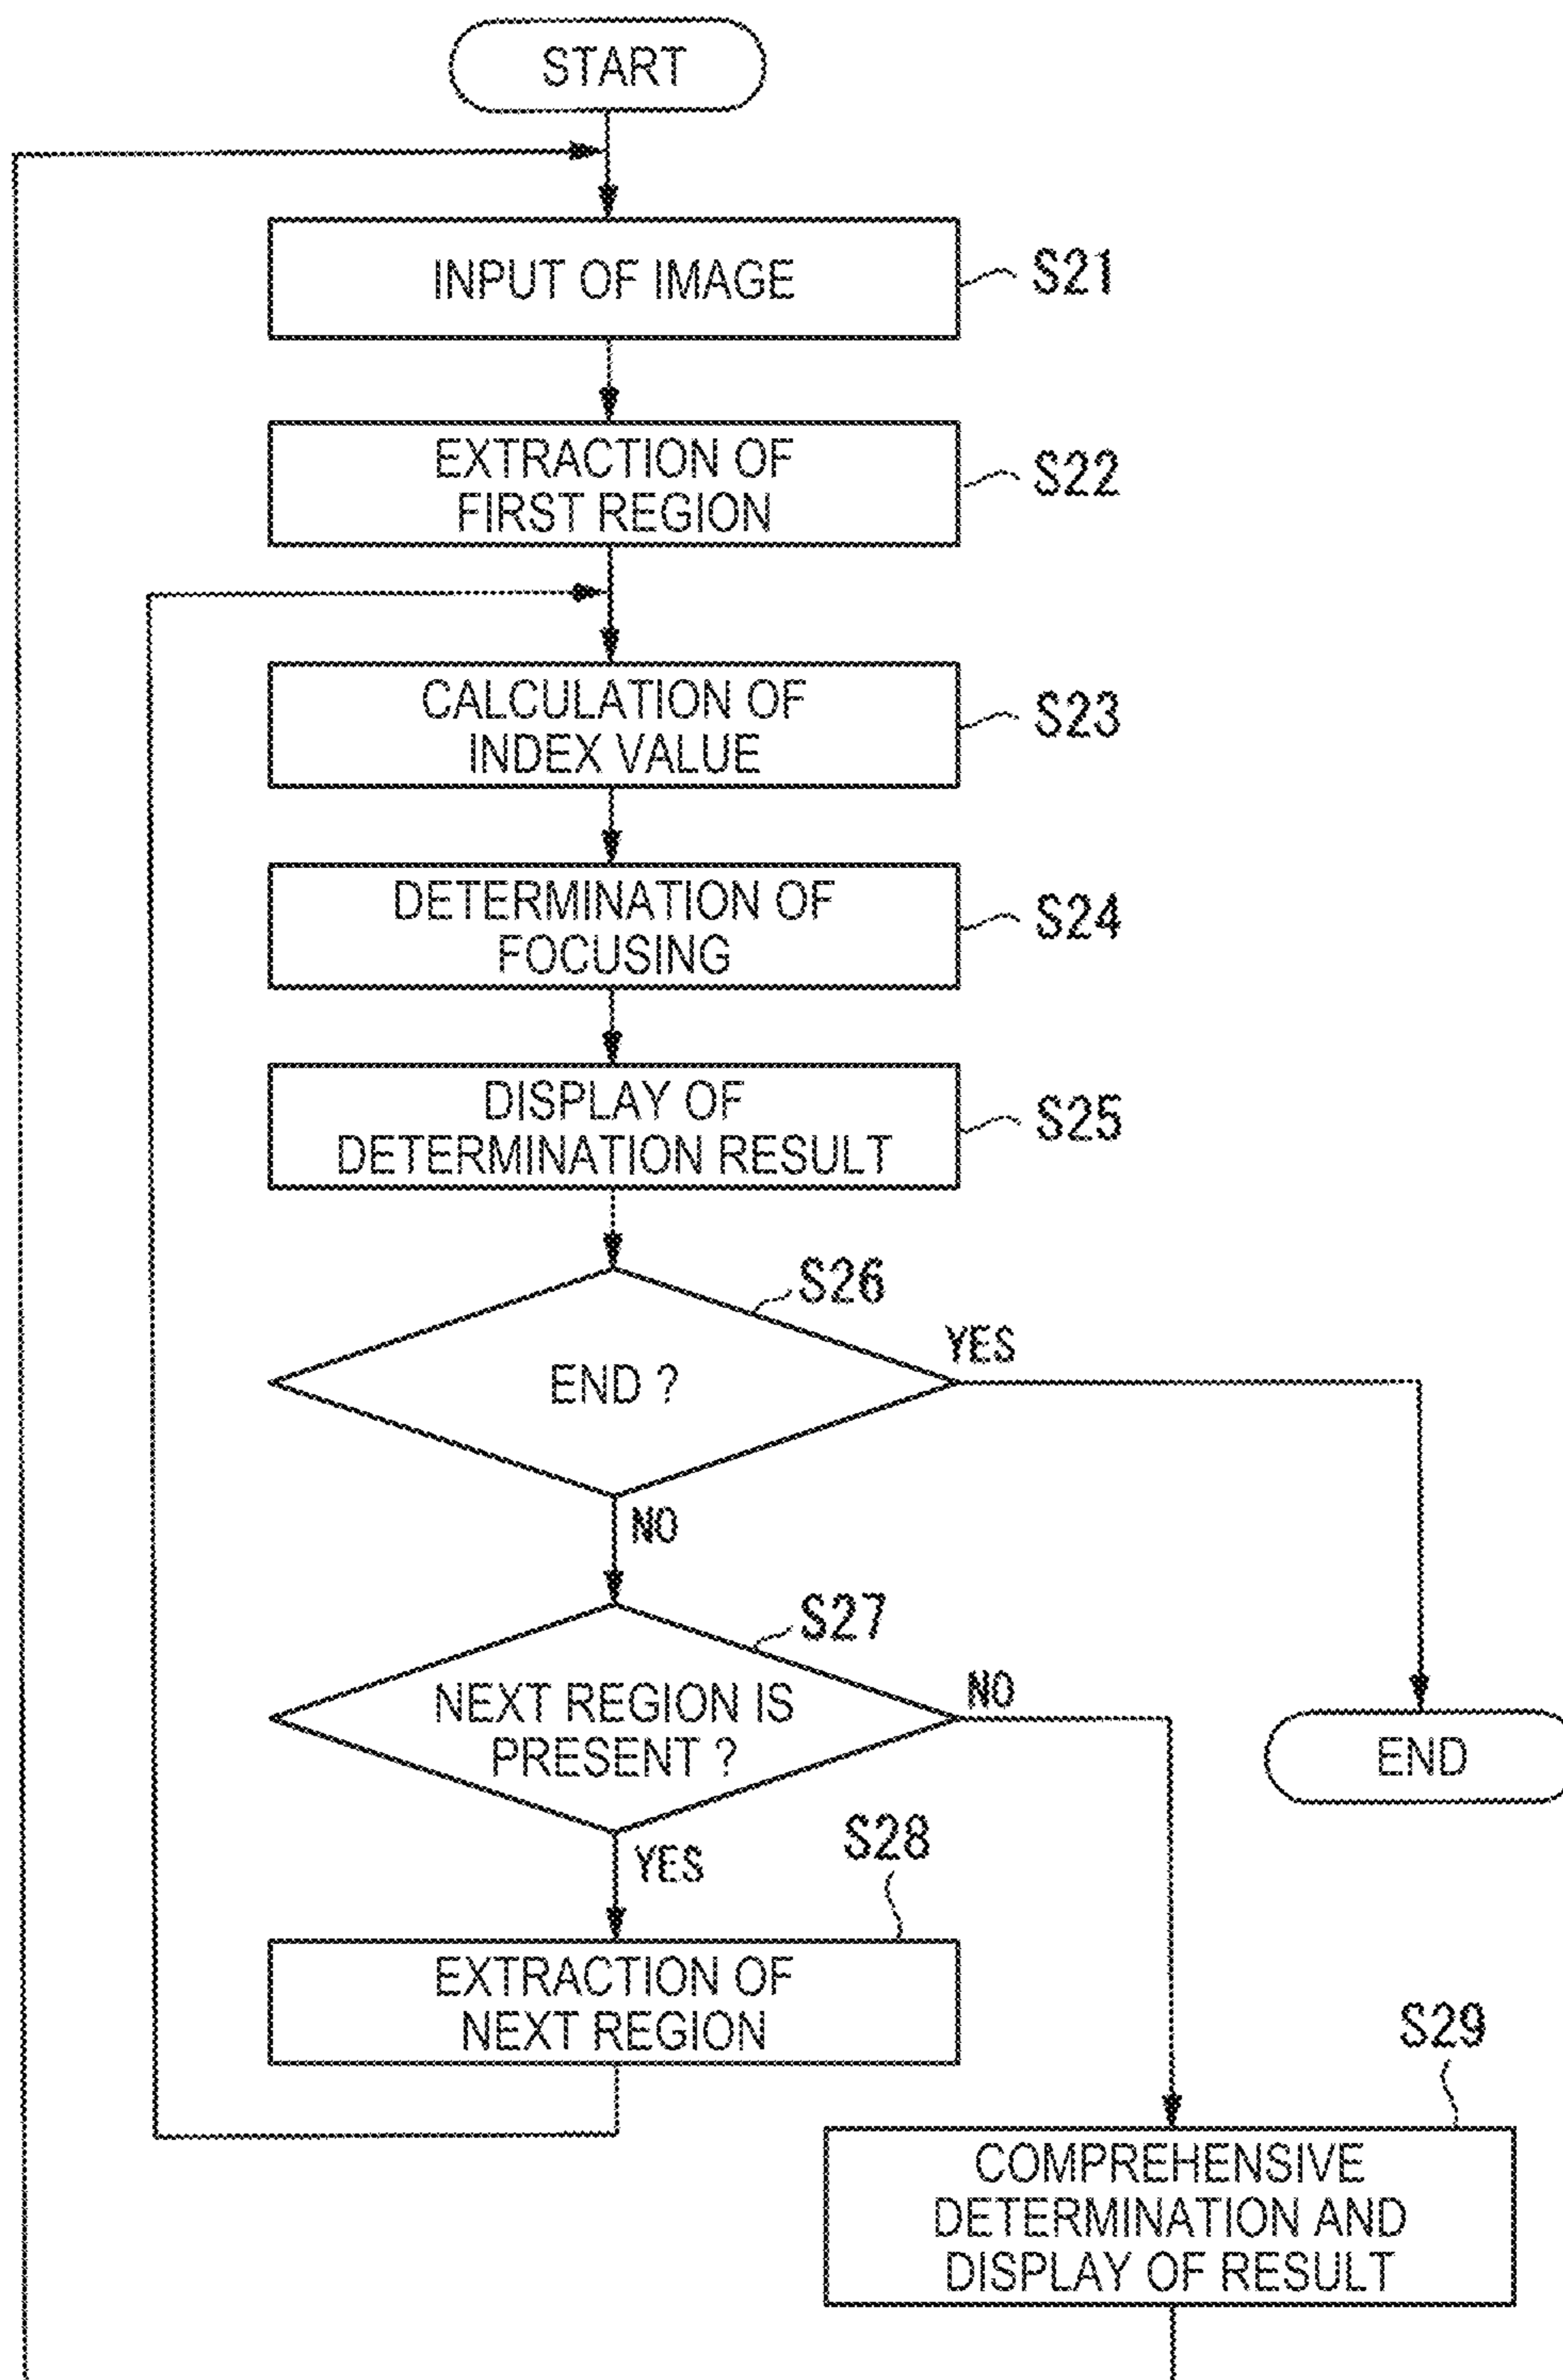 START
INPUT OF IMAGE
S21
EXTRACTION OF
FIRST REGION
S22
CALCULATION OF
INDEX VALUE
S23
DETERMINATION OF
FOCUSING
S24
DISPLAY OF
DETERMINATION RESULT
S25
S26
END ?
YES
NO
S27
NEXT REGION IS
PRESENT ?
NO
END
YES
S28
EXTRACTION OF
NEXT REGION
S29
COMPREHENSIVE
DETERMINATION AND
DISPLAY OF RESULT